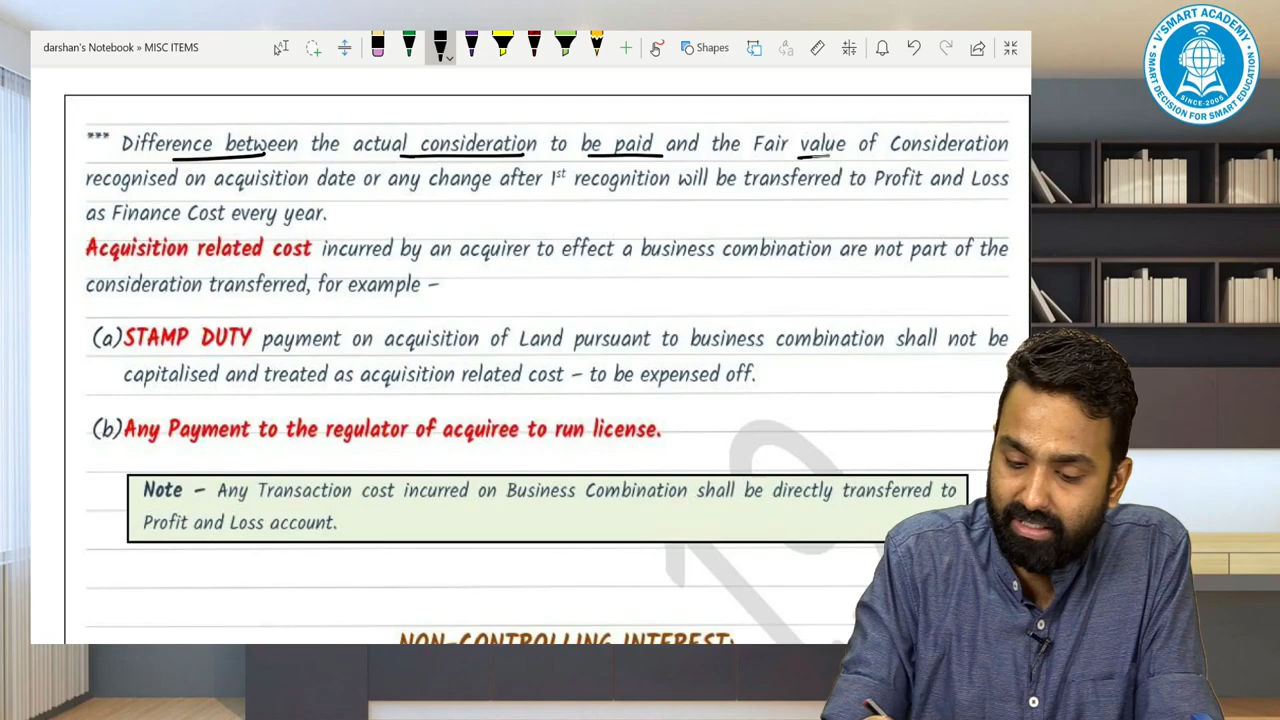 darshan's Notebook » MISC ITEMS
Shapes
V'SMART ACADEMY
SMART DECISION FOR SMART EDUCATION
SINCE-2005
*** Difference between the actual consideration to be paid and the Fair value of Consideration
recognised on acquisition date or any change after 1st recognition will be transferred to Profit and Loss
as Finance Cost every year.
Acquisition related cost incurred by an acquirer to effect a business combination are not part of the
consideration transferred, for example –
(a)STAMP DUTY payment on acquisition of Land pursuant to business combination shall not be
capitalised and treated as acquisition related cost – to be expensed off.
(b)Any Payment to the regulator of acquiree to run license.
Note – Any Transaction cost incurred on Business Combination shall be directly transferred to
Profit and Loss account.
NON-CONTROLLING INTEREST: